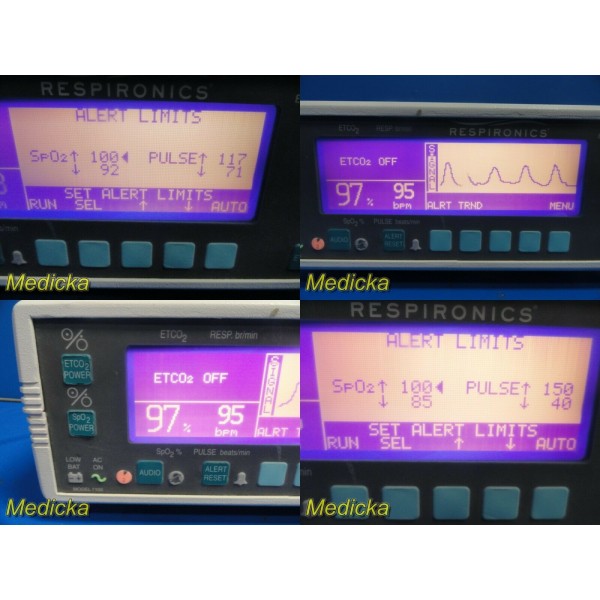 RESPIRONICS
ALERT LIMITS
SpO2↑ 100◄ PULSE↑ 117
↓ 92 ↓ 71
SET ALERT LIMITS
RUN SEL ↑ ↓ AUTO
Medicka
ETCO2 RESP. br/min RESPIRONICS
ETCO2 OFF
SIGNAL
97% 95 bpm
ALRT TRND MENU
SpO2 % PULSE beats/min
AUDIO ALERT RESET
Medicka
ETCO2 RESP. br/min
ETCO2 POWER
ETCO2 OFF
SIGNAL
SpO2 POWER
97% 95 bpm
ALRT T
SpO2 % PULSE beats/min
LOW BAT AC ON
AUDIO ALERT RESET
Medicka
RESPIRONICS
ALERT LIMITS
SpO2↑ 100◄ PULSE↑ 150
↓ 85 ↓ 40
SET ALERT LIMITS
RUN SEL ↑ ↓ AUTO
Medicka